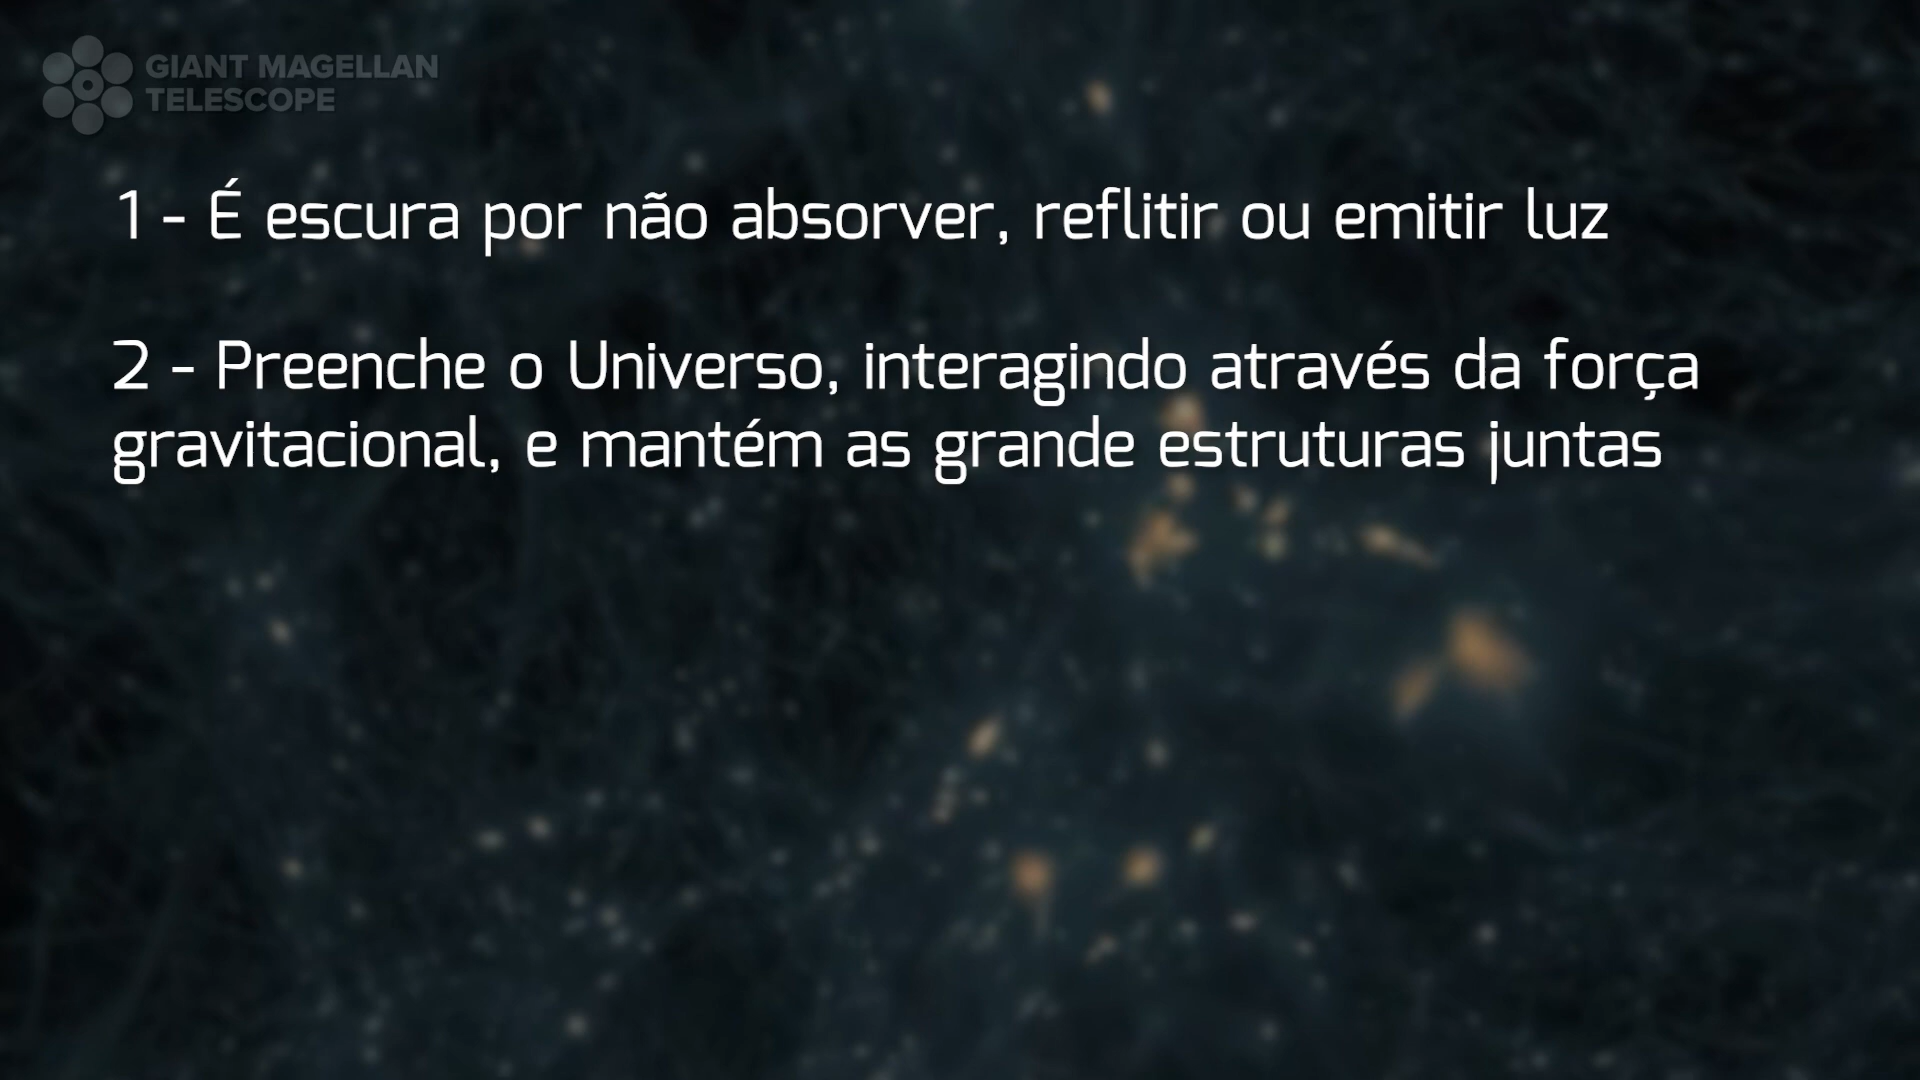 GIANT MAGELLAN
TELESCOPE
1 - É escura por não absorver, reflitir ou emitir luz
2 - Preenche o Universo, interagindo através da força
gravitacional, e mantém as grande estruturas juntas